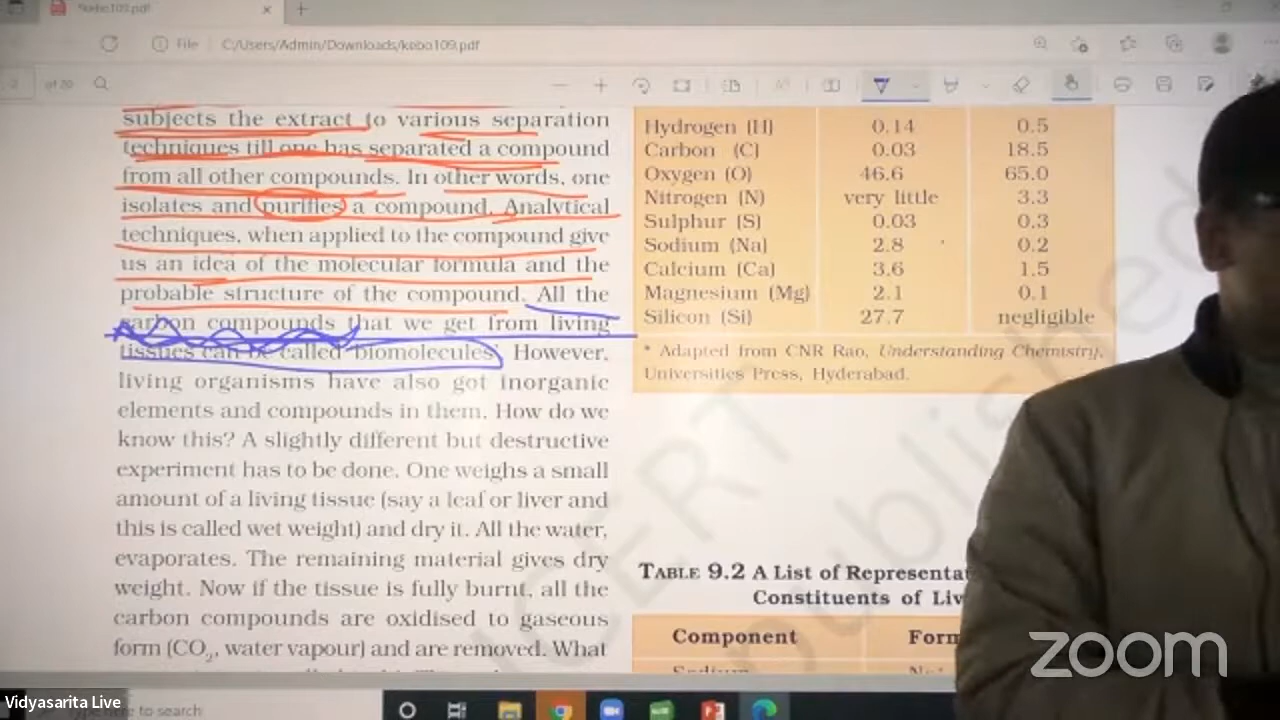 kebo109.pdf
File C:/Users/Admin/Downloads/kebo109.pdf
of 20
subjects the extract to various separation
techniques till one has separated a compound
from all other compounds. In other words, one
isolates and purifies a compound. Analytical
techniques, when applied to the compound give
us an idea of the molecular formula and the
probable structure of the compound. All the
carbon compounds that we get from living
tissues can be called 'biomolecules'. However,
living organisms have also got inorganic
elements and compounds in them. How do we
know this? A slightly different but destructive
experiment has to be done. One weighs a small
amount of a living tissue (say a leaf or liver and
this is called wet weight) and dry it. All the water,
evaporates. The remaining material gives dry
weight. Now if the tissue is fully burnt, all the
carbon compounds are oxidised to gaseous
form (CO2, water vapour) and are removed. What
Hydrogen (H) 0.14 0.5
Carbon (C) 0.03 18.5
Oxygen (O) 46.6 65.0
Nitrogen (N) very little 3.3
Sulphur (S) 0.03 0.3
Sodium (Na) 2.8 0.2
Calcium (Ca) 3.6 1.5
Magnesium (Mg) 2.1 0.1
Silicon (Si) 27.7 negligible
* Adapted from CNR Rao, Understanding Chemistry,
Universities Press, Hyderabad.
TABLE 9.2 A List of Representa
Constituents of Liv
Component Form
NCERT
published
zoom
Vidyasarita Live
here to search